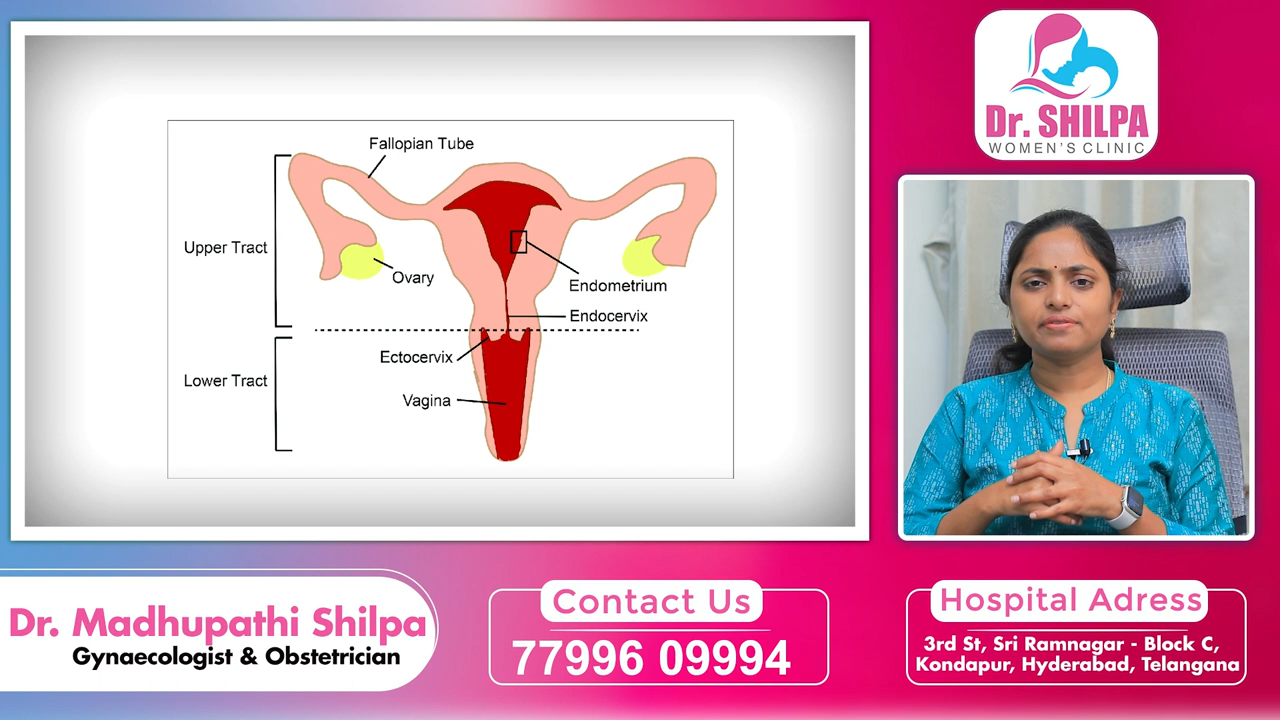 Fallopian Tube
Upper Tract
Ovary
Endometrium
Endocervix
Ectocervix
Lower Tract
Vagina
Dr. SHILPA
WOMEN'S CLINIC
Dr. Madhupathi Shilpa
Gynaecologist & Obstetrician
Contact Us
77996 09994
Hospital Adress
3rd St, Sri Ramnagar - Block C,
Kondapur, Hyderabad, Telangana